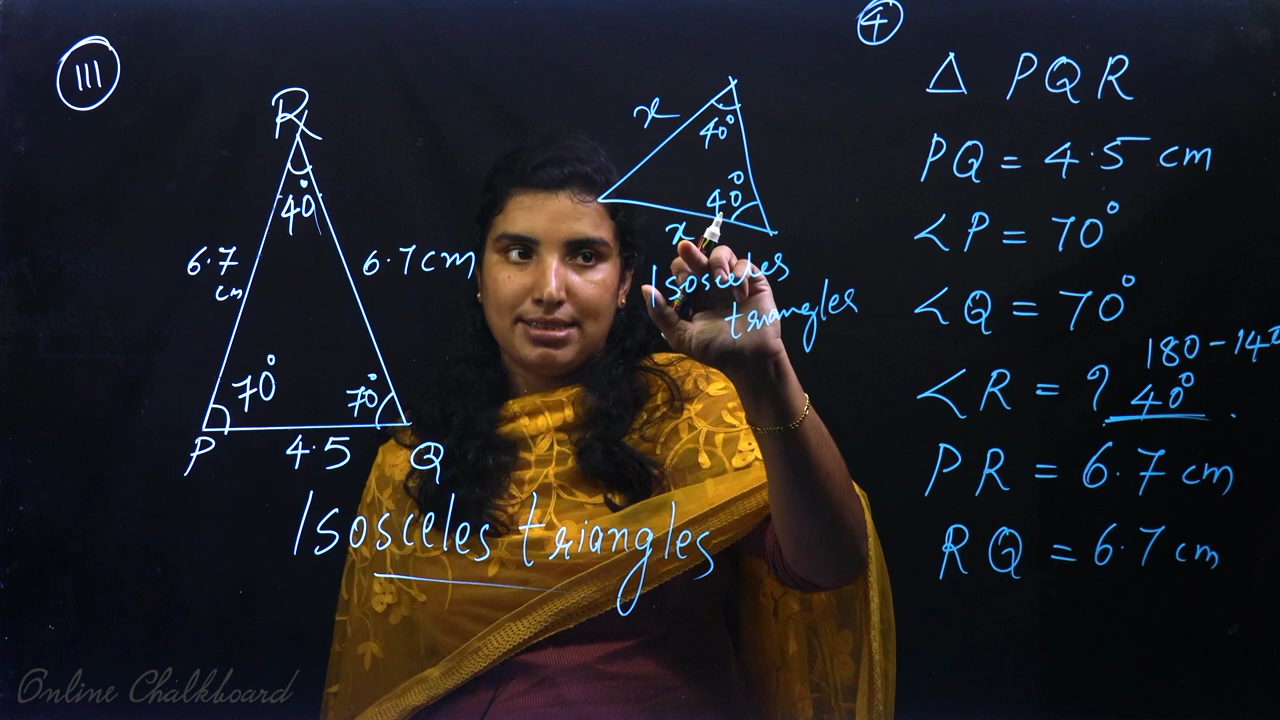 III
R
40°
6.7
cm
6.7cm
70°
70°
P
4.5
Q
Isosceles triangles
x
40°
40°
x
Isosceles
triangles
4
Δ PQR
PQ = 4.5 cm
∠P = 70°
∠Q = 70°
180-140
∠R = ? 40°.
PR = 6.7 cm
RQ = 6.7 cm
Online Chalkboard